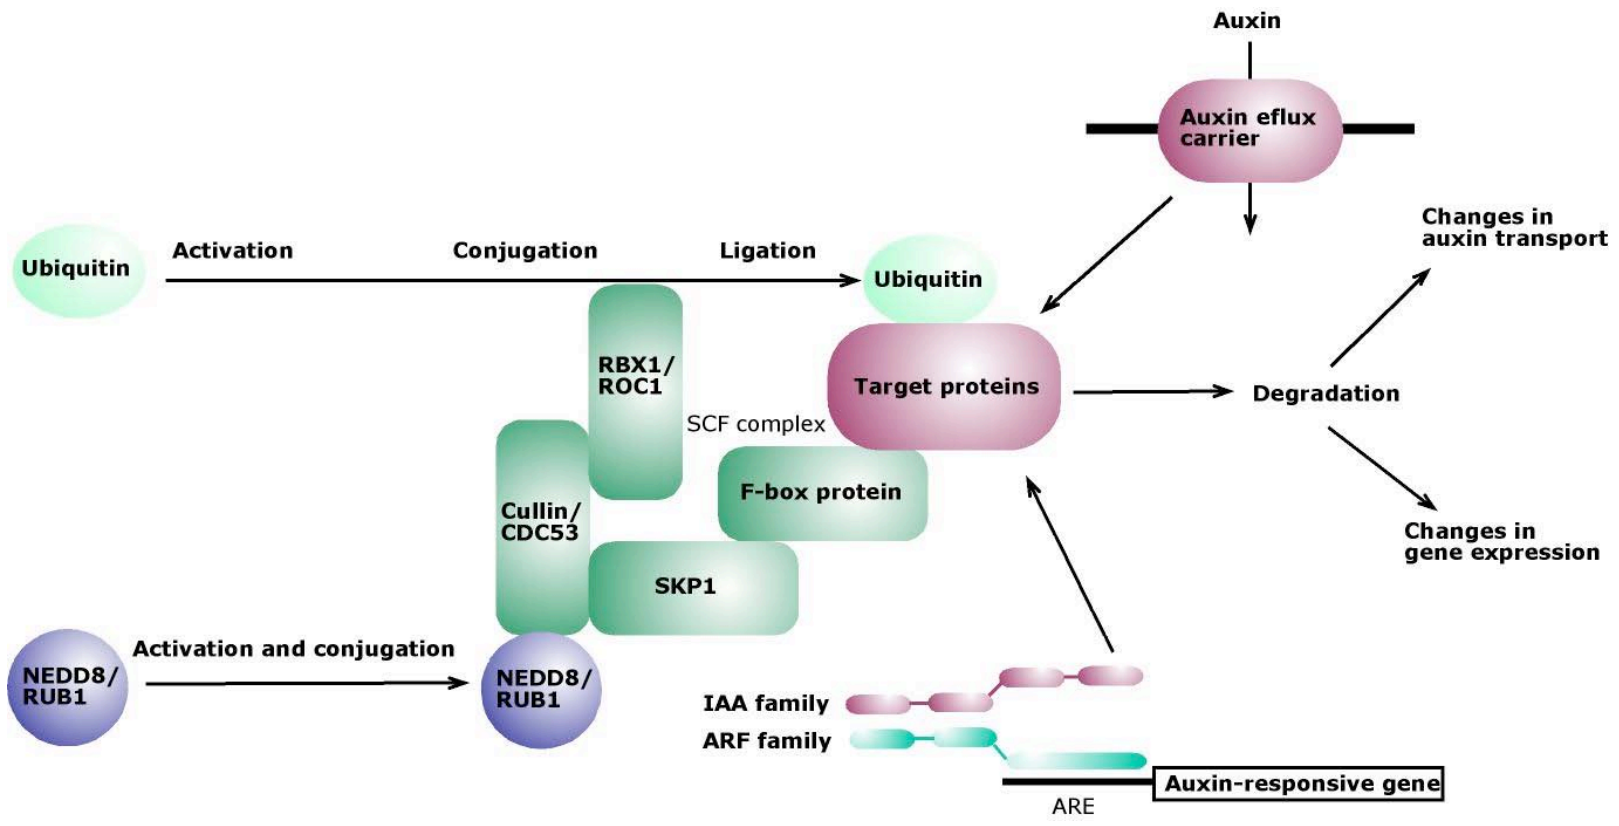 Auxin
Auxin eflux
carrier
Changes in
auxin transport
Activation
Conjugation
Ligation
Ubiquitin
Ubiquitin
RBX1/
ROC1
Target proteins
Degradation
SCF complex
F-box protein
Cullin/
CDC53
Changes in
gene expression
SKP1
Activation and conjugation
NEDD8/
RUB1
NEDD8/
RUB1
IAA family
ARF family
Auxin-responsive gene
ARE